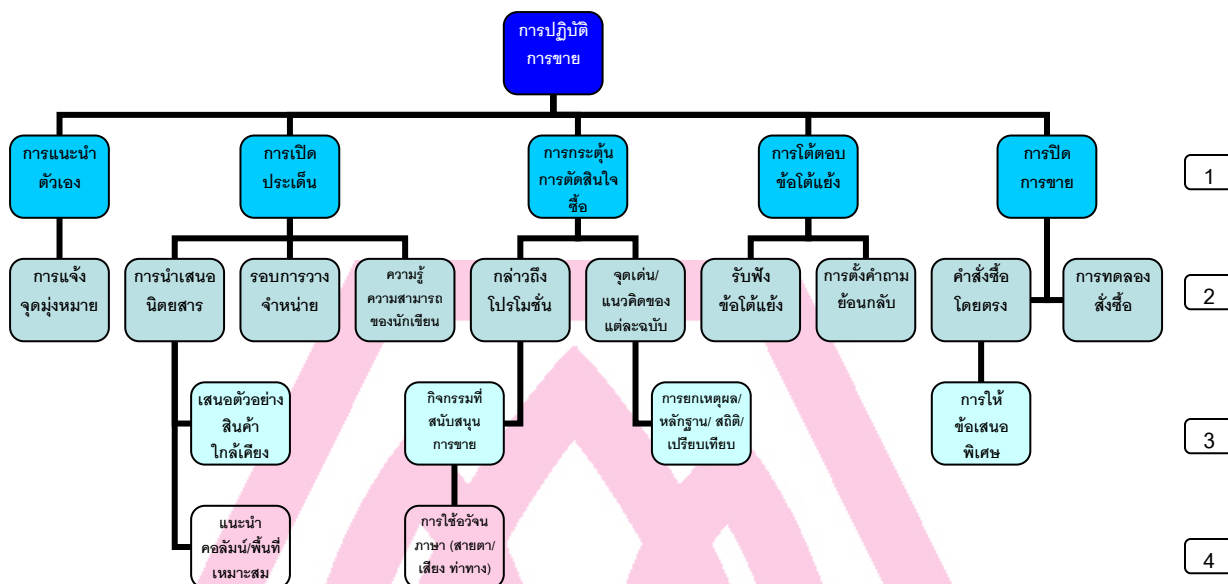 การปฏิบัติ
การขาย
การแนะนำ
ตัวเอง
การเปิด
ประเด็น
การกระตุ้น
การตัดสินใจ
ซื้อ
การโต้ตอบ
ข้อโต้แย้ง
การปิด
การขาย
1
การแจ้ง
จุดมุ่งหมาย
การนำเสนอ
นิตยสาร
รอบการวาง
จำหน่าย
ความรู้
ความสามารถ
ของนักเขียน
กล่าวถึง
โปรโมชั่น
จุดเด่น/
แนวคิดของ
แต่ละฉบับ
รับฟัง
ข้อโต้แย้ง
การตั้งคำถาม
ย้อนกลับ
คำสั่งซื้อ
โดยตรง
การทดลอง
สั่งซื้อ
2
เสนอตัวอย่าง
สินค้า
ใกล้เคียง
กิจกรรมที่
สนับสนุน
การขาย
การยกเหตุผล/
หลักฐาน/ สถิติ/
เปรียบเทียบ
การให้
ข้อเสนอ
พิเศษ
3
แนะนำ
คอลัมน์/พื้นที่
เหมาะสม
การใช้อวัจน
ภาษา (สายตา/
เสียง ท่าทาง)
4